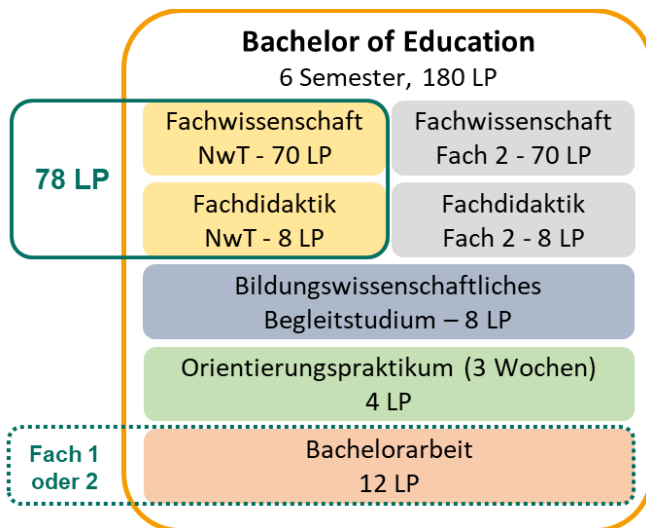 Bachelor of Education
6 Semester, 180 LP
78 LP
Fachwissenschaft
NwT - 70 LP
Fachwissenschaft
Fach 2 - 70 LP
Fachdidaktik
NwT - 8 LP
Fachdidaktik
Fach 2 - 8 LP
Bildungswissenschaftliches
Begleitstudium – 8 LP
Orientierungspraktikum (3 Wochen)
4 LP
Fach 1
oder 2
Bachelorarbeit
12 LP